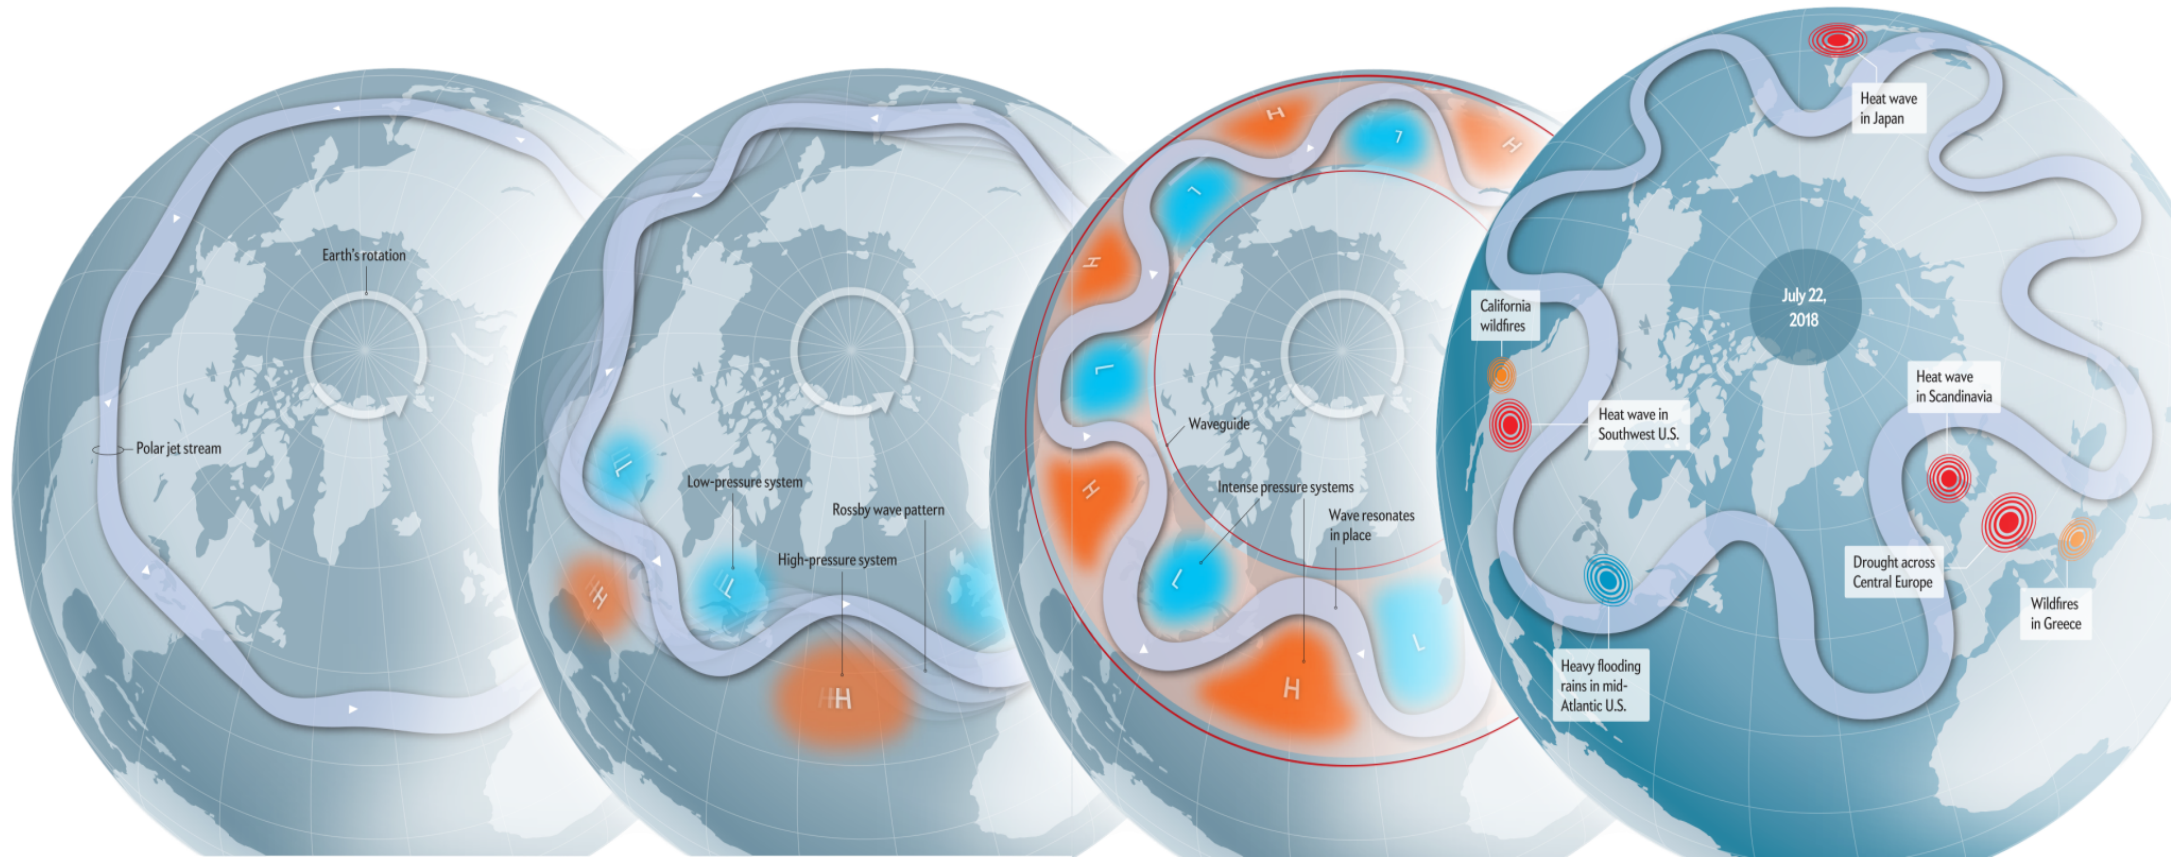 Earth's rotation
Polar jet stream
L
Low-pressure system
Rossby wave pattern
High-pressure system
H
L
H
H
L
H
L
H
L
Waveguide
H
Intense pressure systems
Wave resonates
in place
L
L
H
Heat wave
in Japan
July 22,
2018
California
wildfires
Heat wave
in Scandinavia
Heat wave in
Southwest U.S.
Drought across
Central Europe
Wildfires
in Greece
Heavy flooding
rains in mid-
Atlantic U.S.